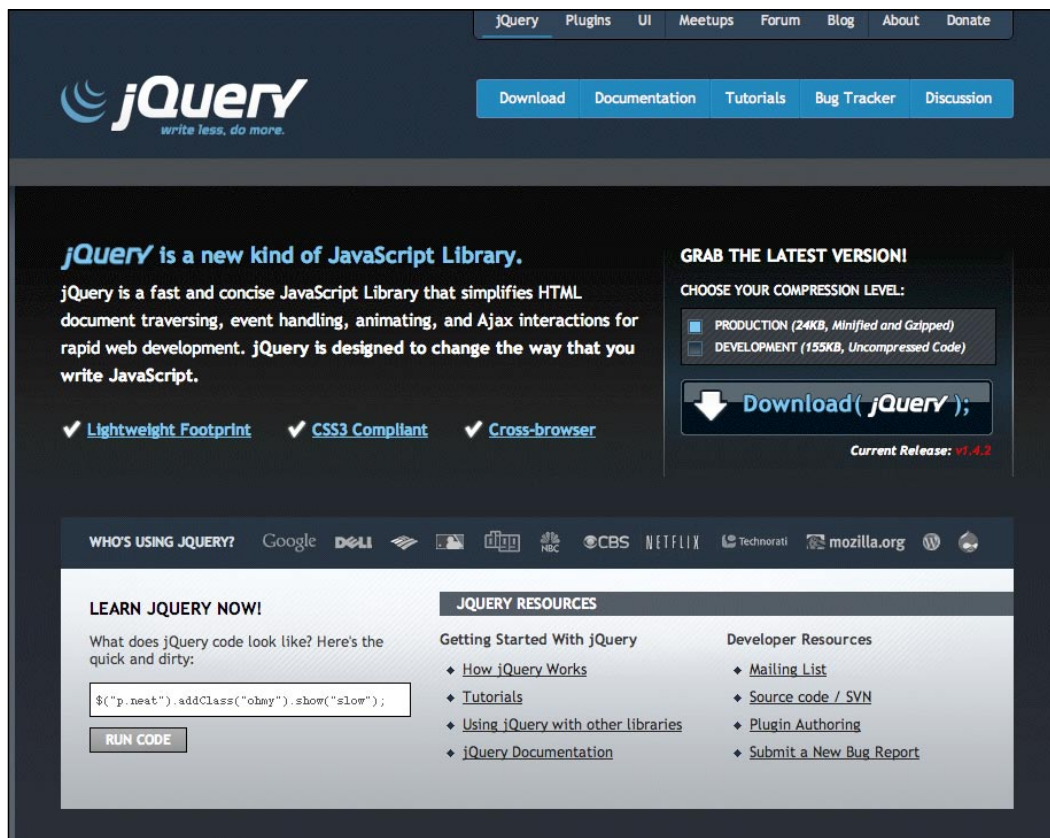 jQuery Plugins UI Meetups Forum Blog About Donate
jQuery
write less, do more.
Download Documentation Tutorials Bug Tracker Discussion
jQuery is a new kind of JavaScript Library.
jQuery is a fast and concise JavaScript Library that simplifies HTML
document traversing, event handling, animating, and Ajax interactions for
rapid web development. jQuery is designed to change the way that you
write JavaScript.
Lightweight Footprint CSS3 Compliant Cross-browser
GRAB THE LATEST VERSION!
CHOOSE YOUR COMPRESSION LEVEL:
PRODUCTION (24KB, Minified and Gzipped)
DEVELOPMENT (155KB, Uncompressed Code)
Download( jQuery );
Current Release: v1.4.2
WHO'S USING JQUERY? Google DELL NBC CBS NETFLIX Technorati mozilla.org
LEARN JQUERY NOW!
What does jQuery code look like? Here's the
quick and dirty:
$("p.neat").addClass("ohmy").show("slow");
RUN CODE
JQUERY RESOURCES
Getting Started With jQuery
How jQuery Works
Tutorials
Using jQuery with other libraries
jQuery Documentation
Developer Resources
Mailing List
Source code / SVN
Plugin Authoring
Submit a New Bug Report